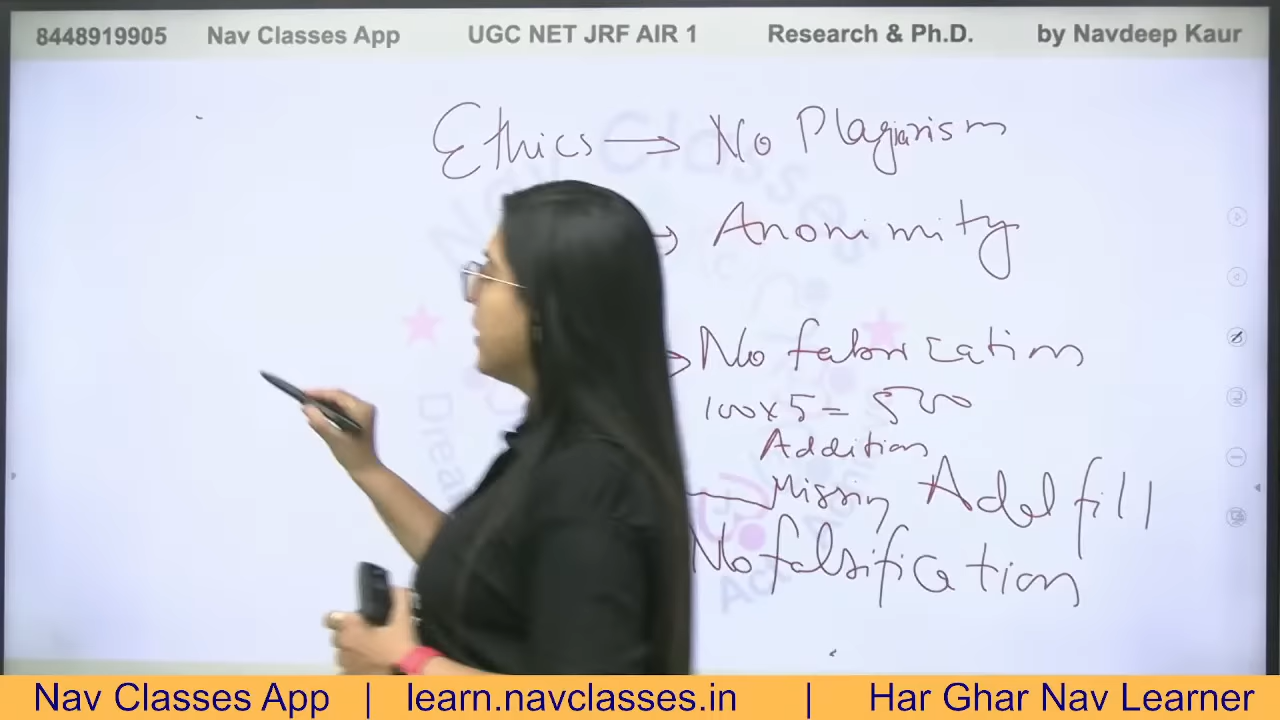 8448919905 Nav Classes App UGC NET JRF AIR 1 Research & Ph.D. by Navdeep Kaur
Ethics → No Plagiarism
→ Anonimity
→ No fabrication
100x5 = 500
Addition
Missing Add fill
No falsification
Nav Classes App | learn.navclasses.in | Har Ghar Nav Learner